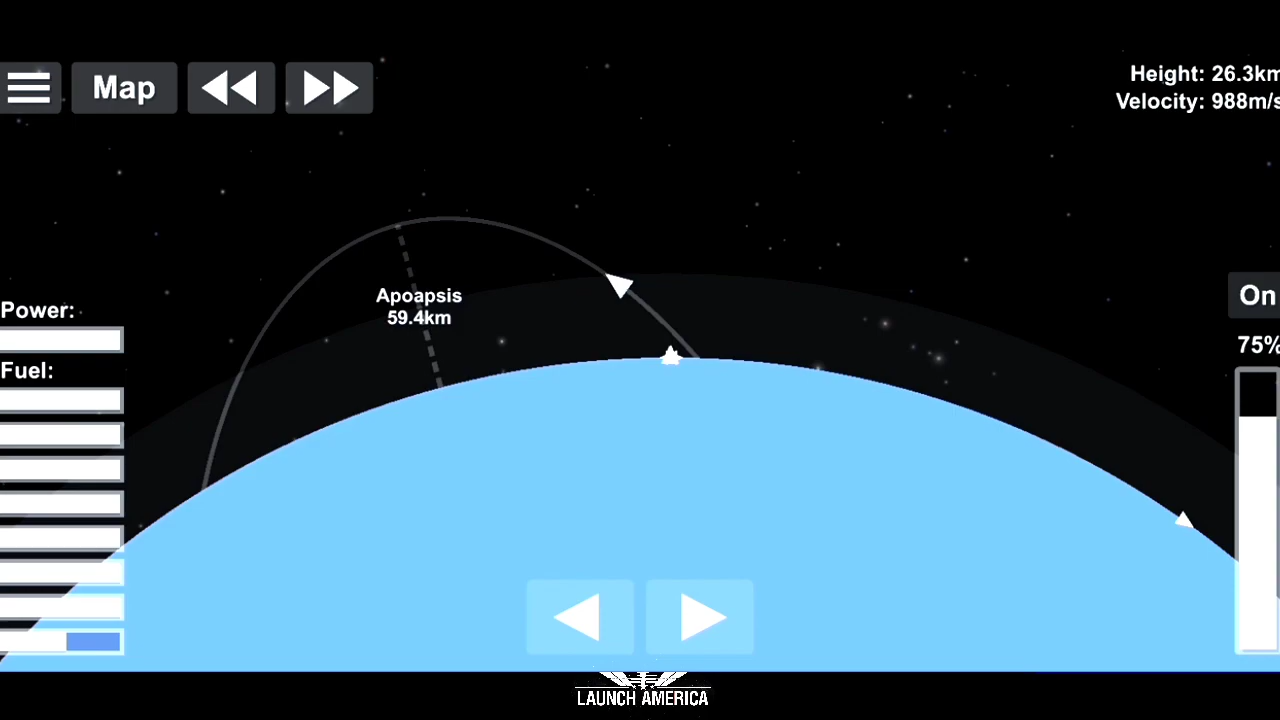 Map
Height: 26.3km
Velocity: 988m/s
Power:
Fuel:
Apoapsis
59.4km
On
75%
LAUNCH AMERICA